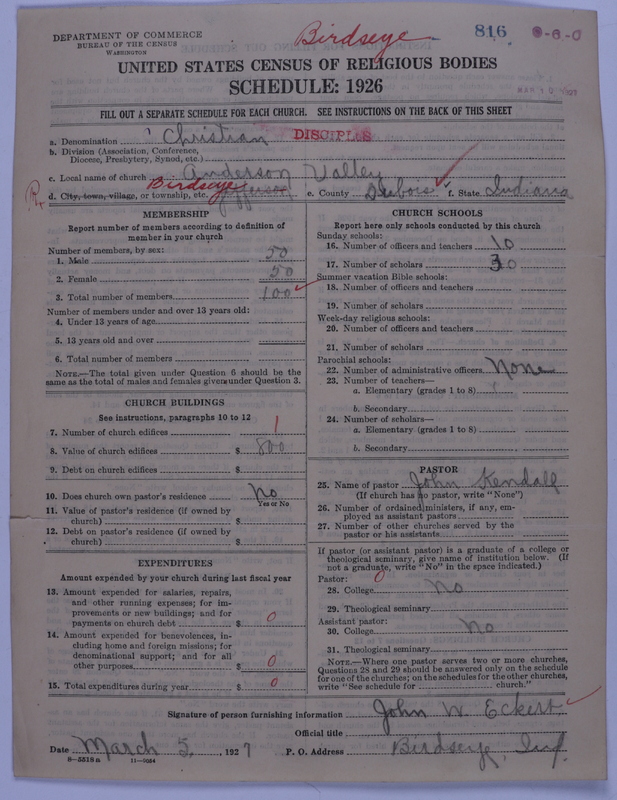 DEPARTMENT OF COMMERCE
BUREAU OF THE CENSUS
WASHINGTON
Birdseye
816
8-6-0
UNITED STATES CENSUS OF RELIGIOUS BODIES
SCHEDULE: 1926
FILL OUT A SEPARATE SCHEDULE FOR EACH CHURCH. SEE INSTRUCTIONS ON THE BACK OF THIS SHEET
a. Denomination Christian DISCIPLES
b. Division (Association, Conference,
Diocese, Presbytery, Synod, etc.)
c. Local name of church Anderson Valley
d. City, town, village, or township, etc. Birdseye Jefferson e. County Dubois f. State Indiana
MEMBERSHIP
Report number of members according to definition of
member in your church
Number of members, by sex:
1. Male 50
2. Female 50
3. Total number of members 100
Number of members under and over 13 years old:
4. Under 13 years of age
5. 13 years old and over
6. Total number of members
NOTE.—The total given under Question 6 should be the
same as the total of males and females given under Question 3.
CHURCH BUILDINGS
See instructions, paragraphs 10 to 12
7. Number of church edifices 1
8. Value of church edifices $ 800
9. Debt on church edifices $
10. Does church own pastor's residence No
Yes or No
11. Value of pastor's residence (if owned by
church) $
12. Debt on pastor's residence (if owned by
church) $
EXPENDITURES
Amount expended by your church during last fiscal year
13. Amount expended for salaries, repairs,
and other running expenses; for im-
provements or new buildings; and for
payments on church debt $ 0
14. Amount expended for benevolences, in-
cluding home and foreign missions; for
denominational support; and for all
other purposes $ 0
15. Total expenditures during year $ 0
CHURCH SCHOOLS
Report here only schools conducted by this church
Sunday schools:
16. Number of officers and teachers 10
17. Number of scholars 30
Summer vacation Bible schools:
18. Number of officers and teachers
19. Number of scholars
Week-day religious schools:
20. Number of officers and teachers
21. Number of scholars
Parochial schools:
22. Number of administrative officers None
23. Number of teachers—
a. Elementary (grades 1 to 8)
b. Secondary
24. Number of scholars—
a. Elementary (grades 1 to 8)
b. Secondary
PASTOR
25. Name of pastor John Kendall
(If church has no pastor, write "None")
26. Number of ordained ministers, if any, em-
ployed as assistant pastors
27. Number of other churches served by the
pastor or his assistants
If pastor (or assistant pastor) is a graduate of a college or
theological seminary, give name of institution below. (If
not a graduate, write "No" in the space indicated.)
Pastor: 0
28. College No
29. Theological seminary
Assistant pastor:
30. College No
31. Theological seminary
NOTE.—Where one pastor serves two or more churches,
Questions 28 and 29 should be answered only on the schedule
for one of the churches; on the schedules for the other churches,
write "See schedule for church."
Signature of person furnishing information John W. Eckert
Official title
Date March 5, 1927 P. O. Address Birdseye, Ind.
8-5518a 11-9054